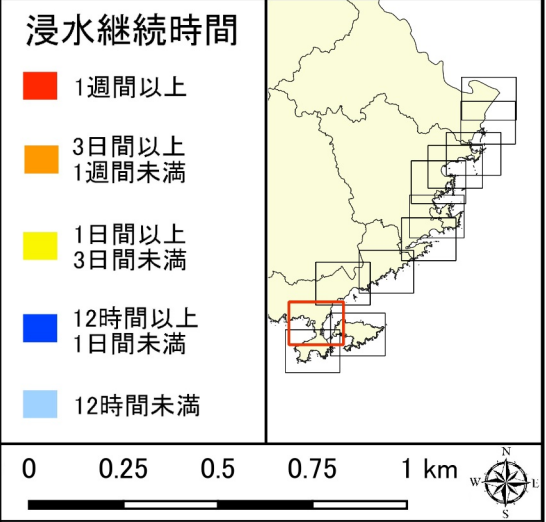 浸水継続時間
1週間以上
3日間以上
1週間未満
1日間以上
3日間未満
12時間以上
1日間未満
12時間未満
0 0.25 0.5 0.75 1 km
N
W E
S